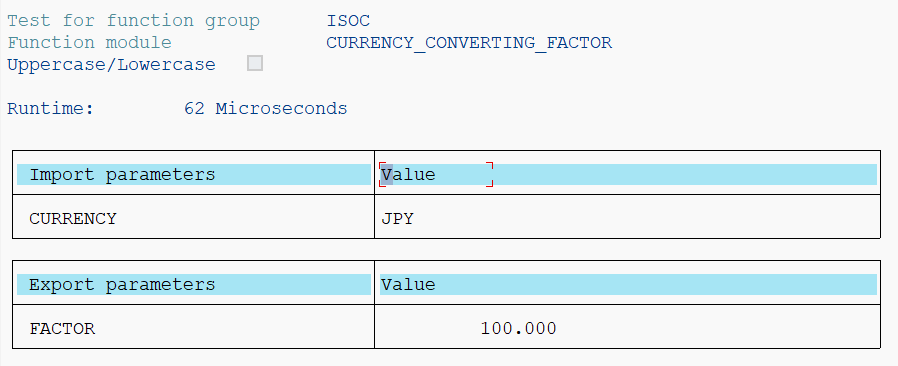 Test for function group ISOC
Function module CURRENCY_CONVERTING_FACTOR
Uppercase/Lowercase
Runtime: 62 Microseconds
Import parameters Value
CURRENCY JPY
Export parameters Value
FACTOR 100.000